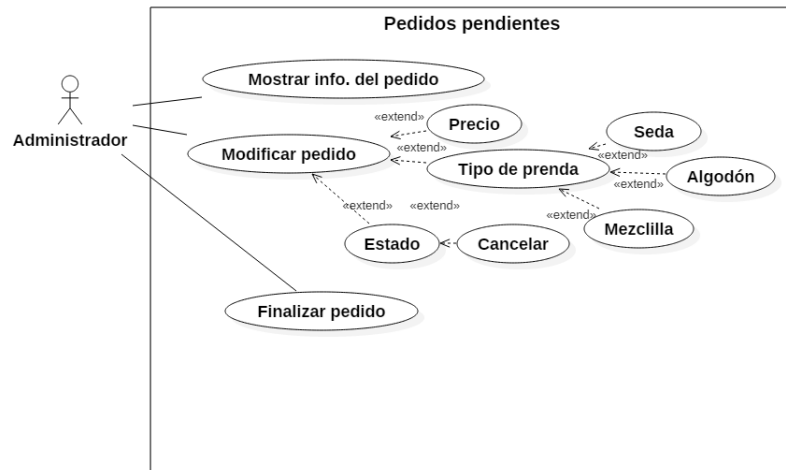 Pedidos pendientes
Mostrar info. del pedido
Administrador
«extend»
Precio
Seda
Modificar pedido
«extend»
«extend»
Tipo de prenda
Algodón
«extend»
«extend»
«extend»
«extend»
Mezclilla
Estado
Cancelar
Finalizar pedido